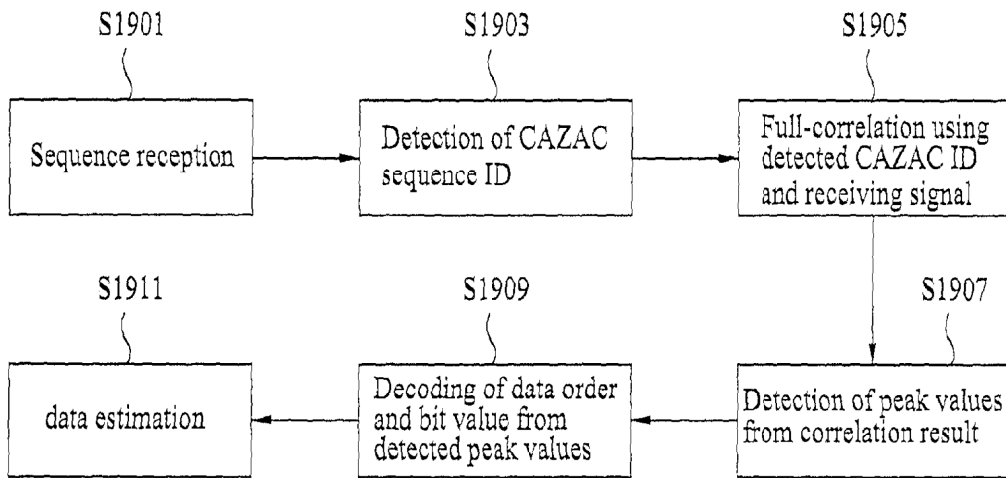 S1901
S1903
S1905
Sequence reception
Detection of CAZAC
sequence ID
Full-correlation using
detected CAZAC ID
and receiving signal
S1911
S1909
S1907
data estimation
Decoding of data order
and bit value from
detected peak values
Detection of peak values
from correlation result